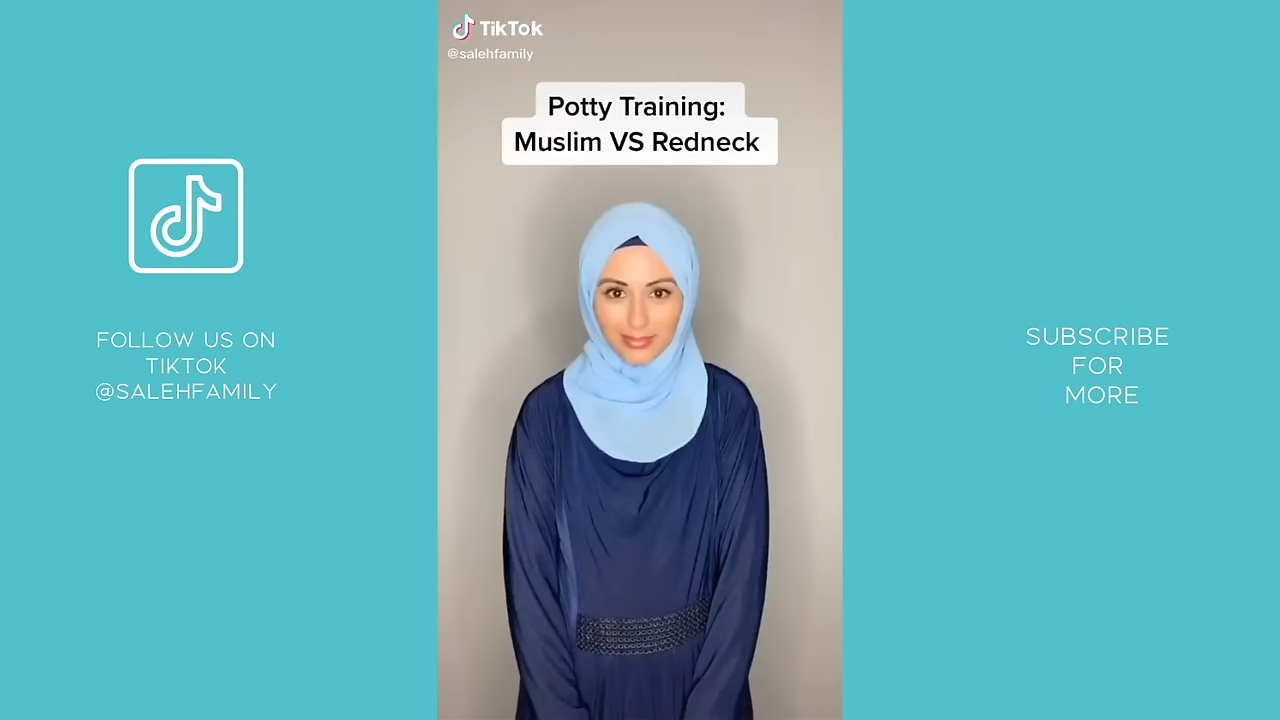 TikTok
@salehfamily
Potty Training:
Muslim VS Redneck
FOLLOW US ON
TIKTOK
@SALEHFAMILY
SUBSCRIBE
FOR
MORE